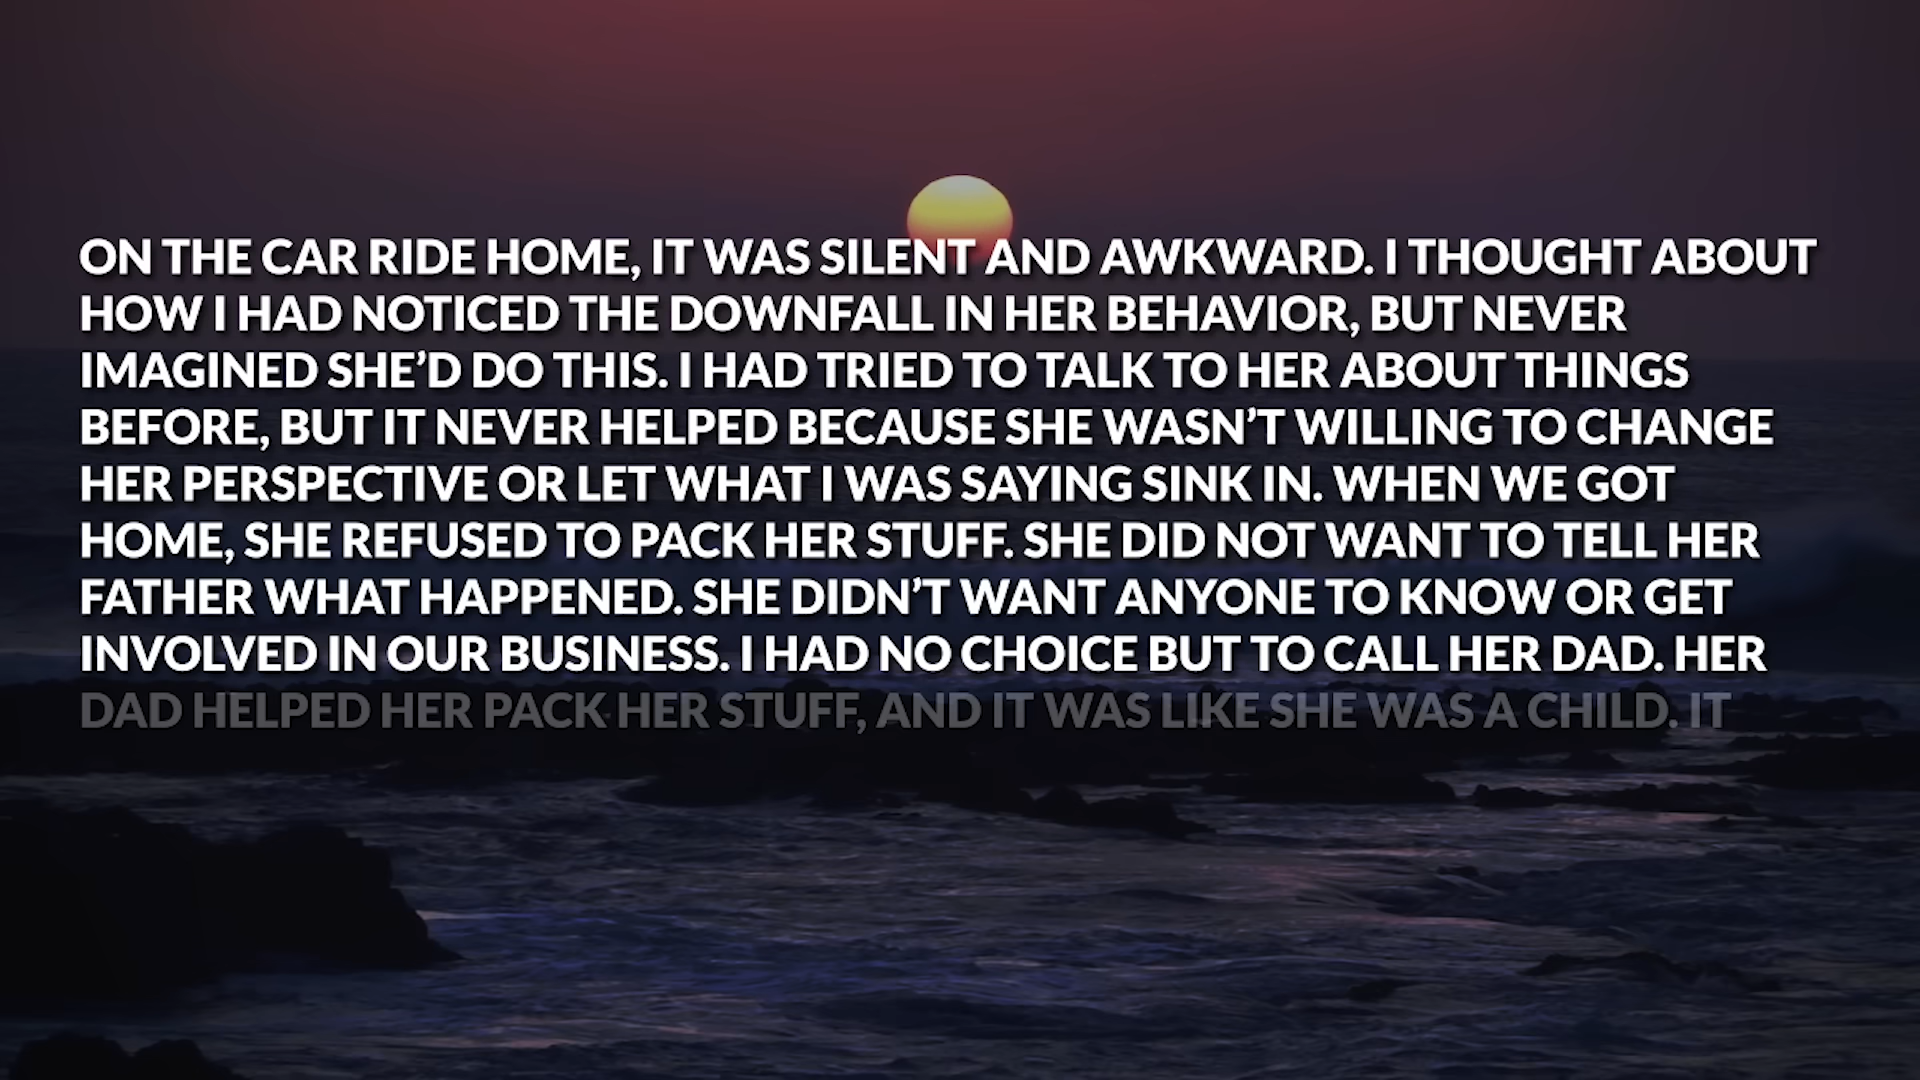 ON THE CAR RIDE HOME, IT WAS SILENT AND AWKWARD. I THOUGHT ABOUT
HOW I HAD NOTICED THE DOWNFALL IN HER BEHAVIOR, BUT NEVER
IMAGINED SHE’D DO THIS. I HAD TRIED TO TALK TO HER ABOUT THINGS
BEFORE, BUT IT NEVER HELPED BECAUSE SHE WASN’T WILLING TO CHANGE
HER PERSPECTIVE OR LET WHAT I WAS SAYING SINK IN. WHEN WE GOT
HOME, SHE REFUSED TO PACK HER STUFF. SHE DID NOT WANT TO TELL HER
FATHER WHAT HAPPENED. SHE DIDN’T WANT ANYONE TO KNOW OR GET
INVOLVED IN OUR BUSINESS. I HAD NO CHOICE BUT TO CALL HER DAD. HER
DAD HELPED HER PACK HER STUFF, AND IT WAS LIKE SHE WAS A CHILD. IT